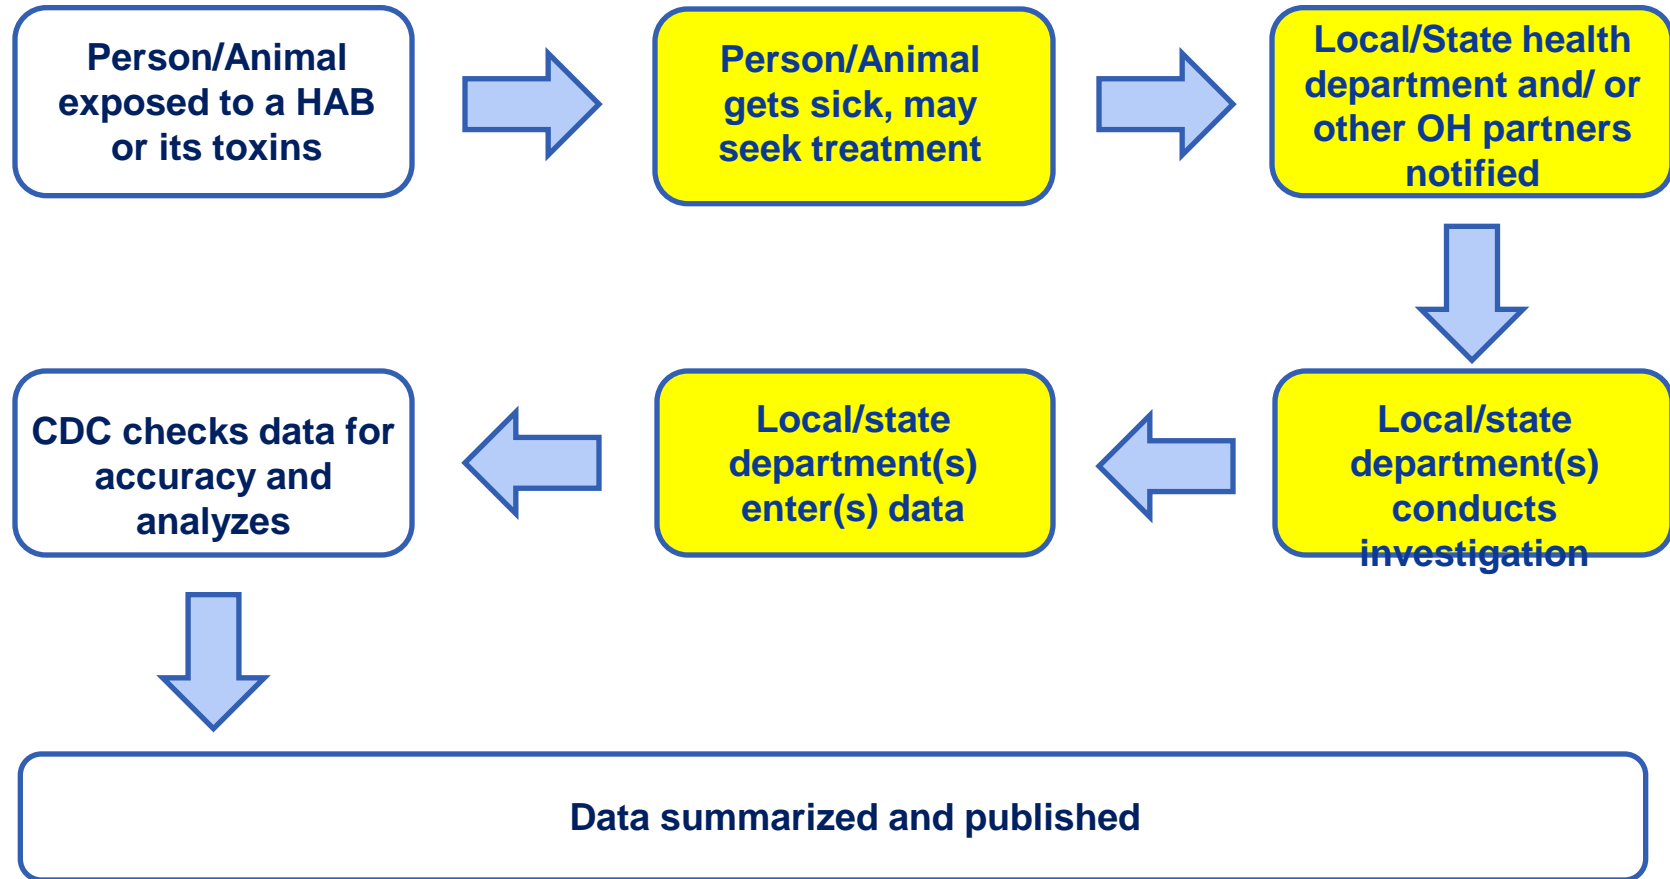 Person/Animal
exposed to a HAB
or its toxins
Person/Animal
gets sick, may
seek treatment
Local/State health
department and/ or
other OH partners
notified
Local/state
department(s)
conducts
investigation
Local/state
department(s)
enter(s) data
CDC checks data for
accuracy and
analyzes
Data summarized and published